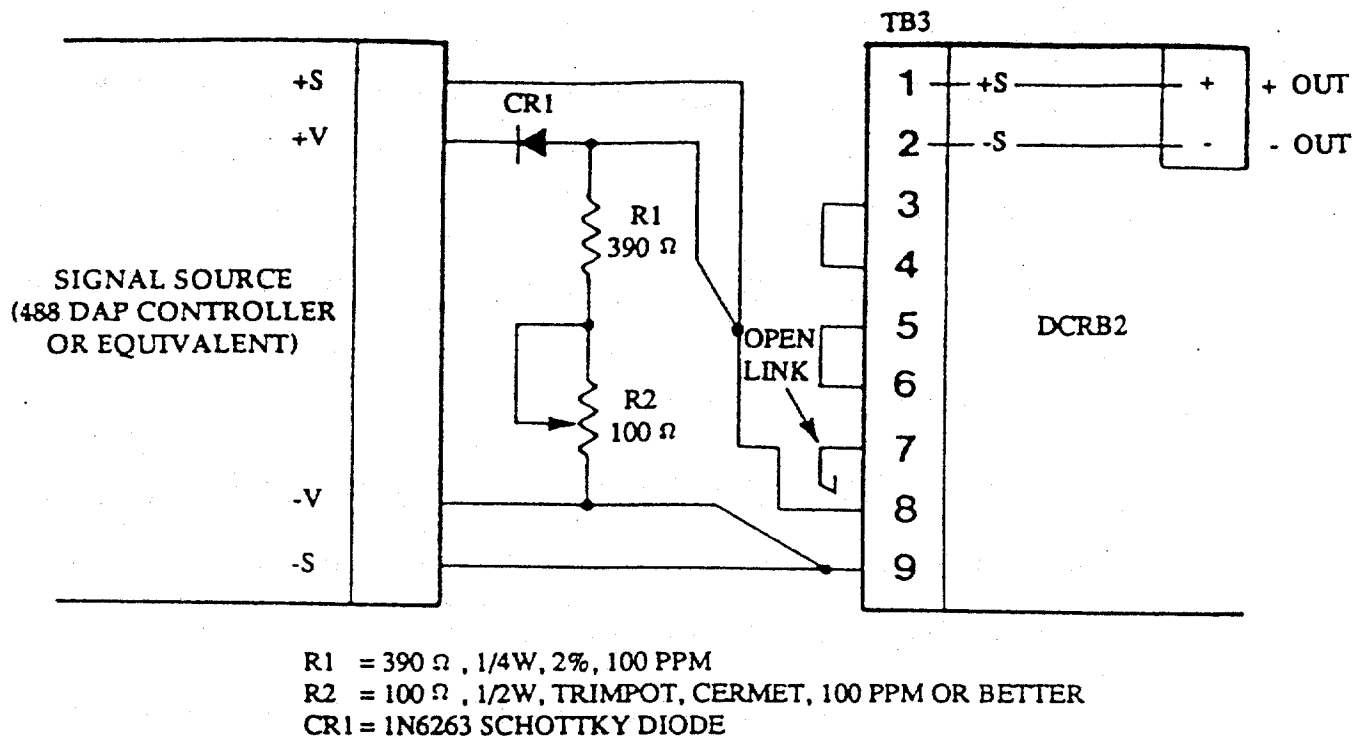 TB3
+S
+V
CR1
R1
390 Ω
SIGNAL SOURCE
(488 DAP CONTROLLER
OR EQUIVALENT)
R2
100 Ω
OPEN
LINK
-V
-S
1 +S + + OUT
2 -S - - OUT
3
4
5
6
7
8
9
DCRB2
R1 = 390 Ω , 1/4W, 2%, 100 PPM
R2 = 100 Ω , 1/2W, TRIMPOT, CERMET, 100 PPM OR BETTER
CR1 = 1N6263 SCHOTTKY DIODE